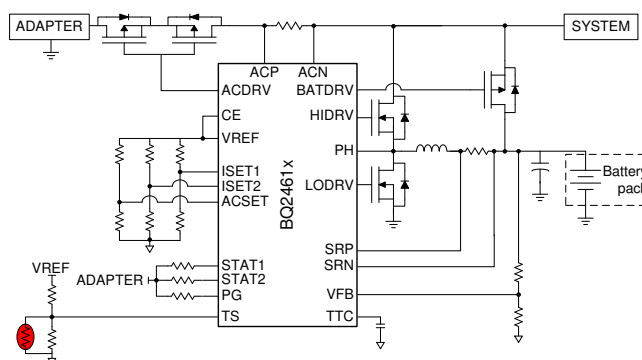 ADAPTER
SYSTEM
ACP
ACN
ACDRV
BATDRV
CE
HIDRV
VREF
PH
ISET1
ISET2
ACSET
LODRV
BQ2461x
Battery
pack
SRP
SRN
STAT1
STAT2
PG
TS
VFB
TTC
VREF
ADAPTER